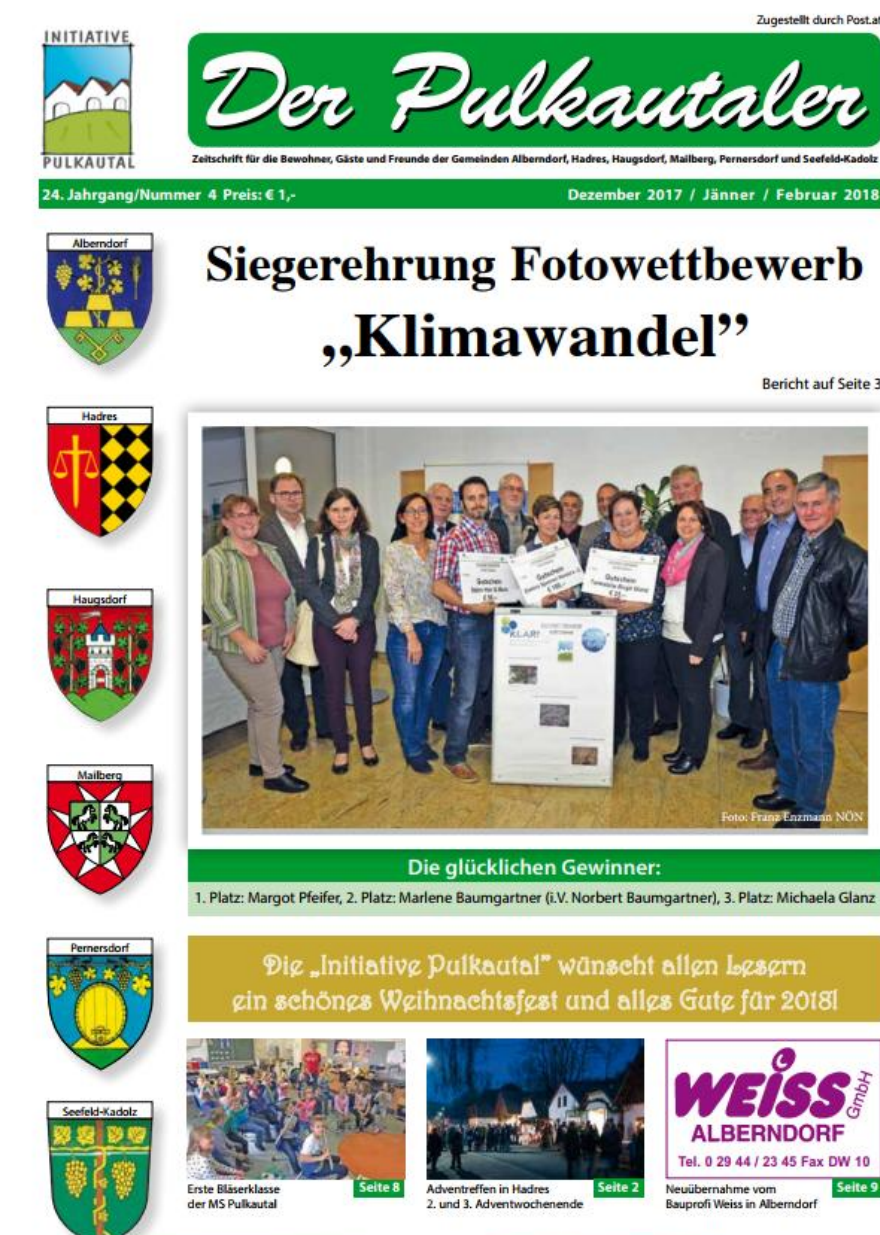 Zugestellt durch Post.at
INITIATIVE
PULKAUTAL
Der Pulkautaler
Zeitschrift für die Bewohner, Gäste und Freunde der Gemeinden Alberndorf, Hadres, Haugsdorf, Mailberg, Pernersdorf und Seefeld-Kadolz
24. Jahrgang/Nummer 4 Preis: € 1,-
Dezember 2017 / Jänner / Februar 2018
Alberndorf
Hadres
Haugsdorf
Mailberg
Pernersdorf
Seefeld-Kadolz
Siegerehrung Fotowettbewerb
„Klimawandel”
Bericht auf Seite 3
Gutschein
Gutschein
€ 100,-
Gutschein
KLAR!
Foto: Franz Enzmann NÖN
Die glücklichen Gewinner:
1. Platz: Margot Pfeifer, 2. Platz: Marlene Baumgartner (i.V. Norbert Baumgartner), 3. Platz: Michaela Glanz
Die „Initiative Pulkautal” wünscht allen Lesern
ein schönes Weihnachtsfest und alles Gute für 2018!
Erste Bläserklasse
der MS Pulkautal
Seite 8
Adventreffen in Hadres
2. und 3. Adventwochenende
Seite 2
WEISS GmbH
ALBERNDORF
Tel. 0 29 44 / 23 45 Fax DW 10
Neuübernahme vom
Bauprofi Weiss in Alberndorf
Seite 9